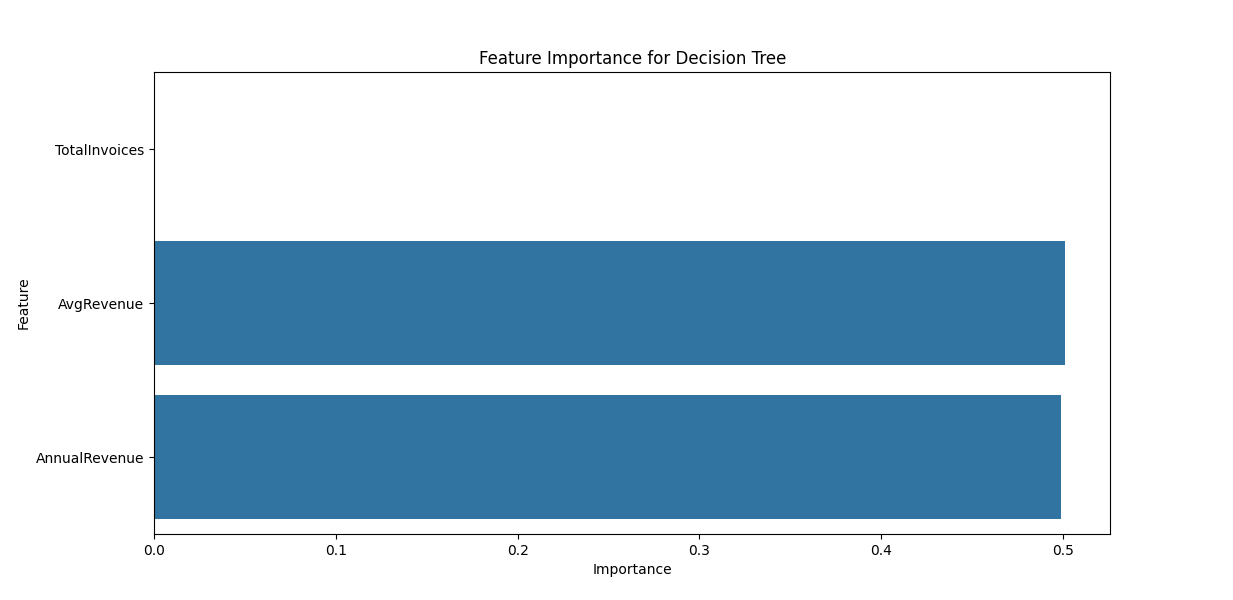 Feature Importance for Decision Tree
TotalInvoices
AvgRevenue
AnnualRevenue
Feature
0.0 0.1 0.2 0.3 0.4 0.5
Importance